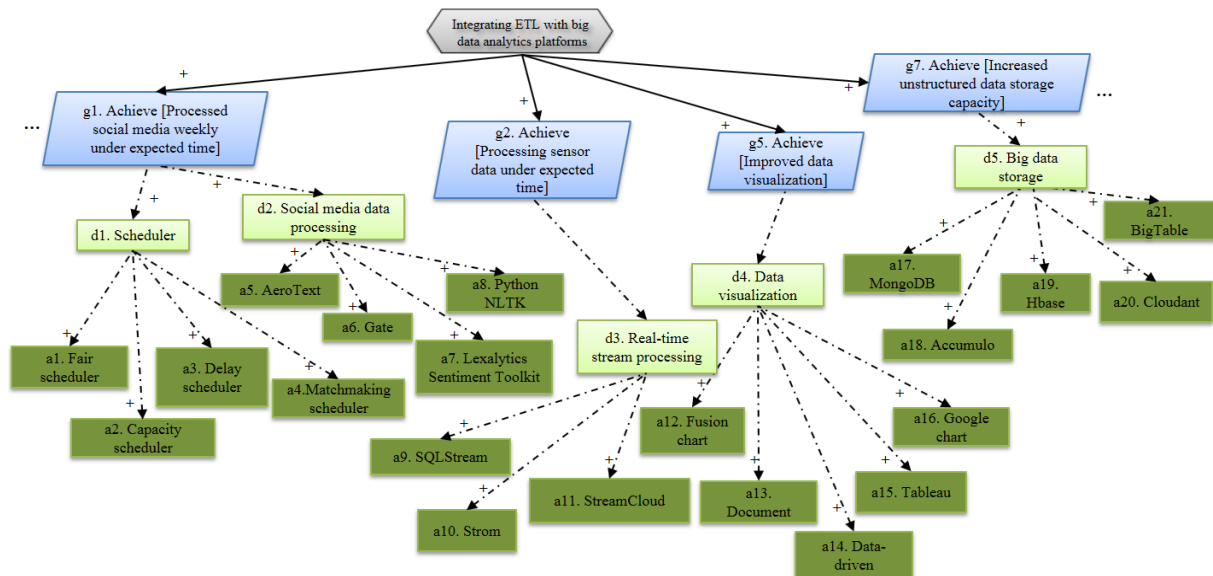 Integrating ETL with big
data analytics platforms
+
+
+
+
g1. Achieve [Processed
social media weekly
under expected time]
...
g2. Achieve
[Processing sensor
data under expected
time]
g5. Achieve
[Improved data
visualization]
g7. Achieve [Increased
unstructured data storage
capacity]
...
+
+
+
+
d1. Scheduler
d2. Social media data
processing
d3. Real-time
stream processing
d4. Data
visualization
d5. Big data
storage
+
+
+
+
a1. Fair
scheduler
a2. Capacity
scheduler
a3. Delay
scheduler
a4.Matchmaking
scheduler
+
+
+
+
a5. AeroText
a6. Gate
a7. Lexalytics
Sentiment Toolkit
a8. Python
NLTK
+
+
+
a9. SQLStream
a10. Strom
a11. StreamCloud
+
+
+
+
+
a12. Fusion
chart
a13.
Document
a14. Data-
driven
a15. Tableau
a16. Google
chart
+
+
+
+
+
a17.
MongoDB
a18. Accumulo
a19.
Hbase
a20. Cloudant
a21.
BigTable